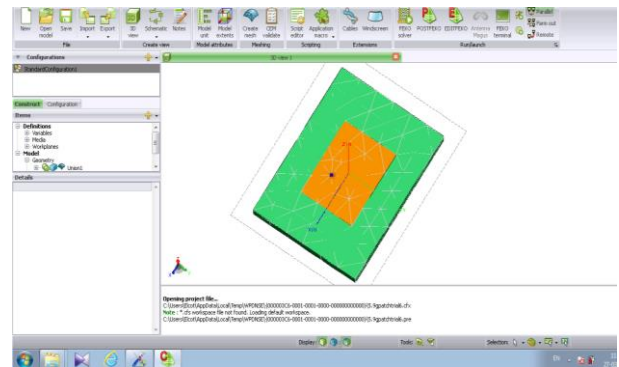 New Open model Save Import Export 3D view Schematic Notes Model unit Model extents Create mesh CEM validate Script editor Application macro Cables Windscreen FEKO solver POSTFEKO EDITFEKO Antenna Magus FEKO terminal Parallel Farm out Remote
File Create view Model attributes Meshing Scripting Extensions Run/launch
Configurations
3D view 1
StandardConfiguration1
Construct Configuration
Demo
Definitions
Variables
Media
Workplanes
Model
Geometry
Union1
Details
Opening project file...
Note : *.cfs workspace file not found. Loading default workspace.
Display: Tools: Selection:
EN